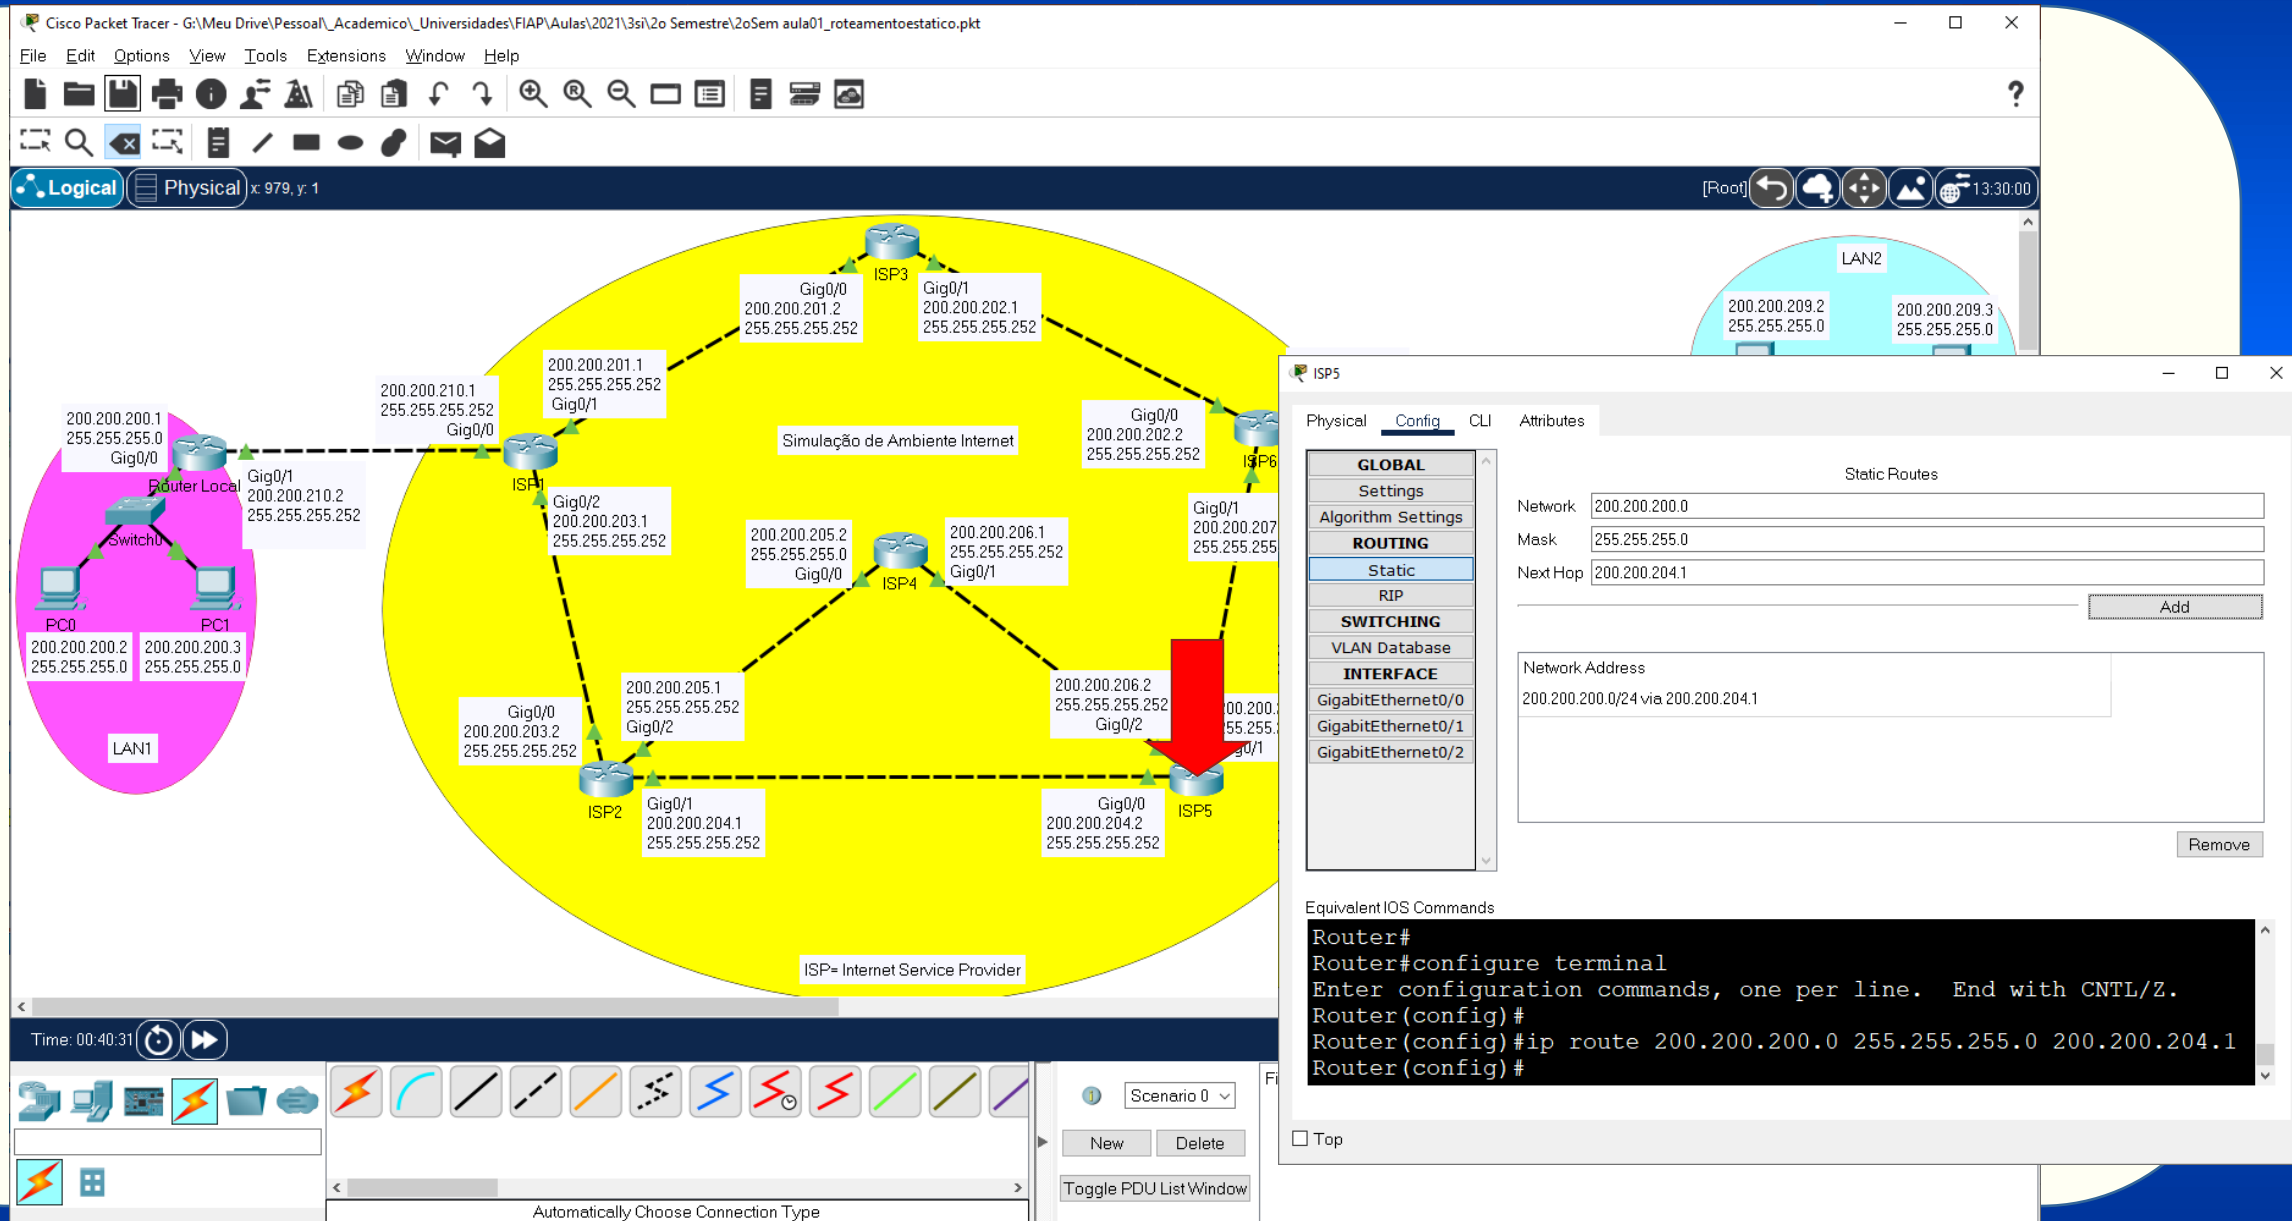 Cisco Packet Tracer - G:\Meu Drive\Pessoal\_Academico\_Universidades\FIAP\Aulas\2021\3si\2o Semestre\2oSem aula01_roteamentoestatico.pkt
File Edit Options View Tools Extensions Window Help
?
Logical Physical x: 979, y: 1 [Root] 13:30:00
LAN2
200.200.209.2
255.255.255.0
200.200.209.3
255.255.255.0
ISP3
Gig0/0
200.200.201.2
255.255.255.252
Gig0/1
200.200.202.1
255.255.255.252
200.200.201.1
255.255.255.252
Gig0/1
200.200.210.1
255.255.255.252
Gig0/0
200.200.200.1
255.255.255.0
Gig0/0
Router Local
Gig0/1
200.200.210.2
255.255.255.252
ISP1
Simulação de Ambiente Internet
Gig0/0
200.200.202.2
255.255.255.252
ISP6
Gig0/1
200.200.207
255.255.255
Gig0/2
200.200.203.1
255.255.255.252
200.200.205.2
255.255.255.0
Gig0/0
200.200.206.1
255.255.255.252
Gig0/1
ISP4
Switch0
PC0
PC1
200.200.200.2
255.255.255.0
200.200.200.3
255.255.255.0
LAN1
Gig0/0
200.200.203.2
255.255.255.252
200.200.205.1
255.255.255.252
Gig0/2
200.200.206.2
255.255.255.252
Gig0/2
ISP2
Gig0/1
200.200.204.1
255.255.255.252
Gig0/0
200.200.204.2
255.255.255.252
ISP5
ISP= Internet Service Provider
ISP5
Physical Config CLI Attributes
GLOBAL
Settings
Algorithm Settings
ROUTING
Static
RIP
SWITCHING
VLAN Database
INTERFACE
GigabitEthernet0/0
GigabitEthernet0/1
GigabitEthernet0/2
Static Routes
Network 200.200.200.0
Mask 255.255.255.0
Next Hop 200.200.204.1
Add
Network Address
200.200.200.0/24 via 200.200.204.1
Remove
Equivalent IOS Commands
Router#
Router#configure terminal
Enter configuration commands, one per line. End with CNTL/Z.
Router(config)#
Router(config)#ip route 200.200.200.0 255.255.255.0 200.200.204.1
Router(config)#
Top
Time: 00:40:31
Scenario 0
New Delete
Toggle PDU List Window
Automatically Choose Connection Type